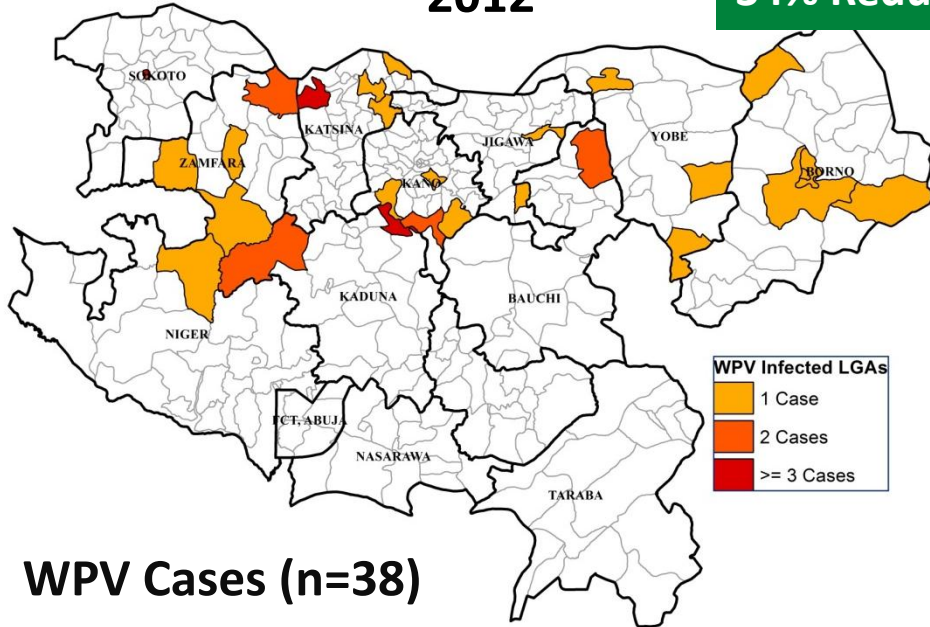 2012
SOKOTO
KATSINA
ZAMFARA
KANO
JIGAWA
YOBE
BORNO
KADUNA
BAUCHI
NIGER
FCT, ABUJA
NASARAWA
TARABA
WPV Infected LGAs
1 Case
2 Cases
>= 3 Cases
WPV Cases (n=38)